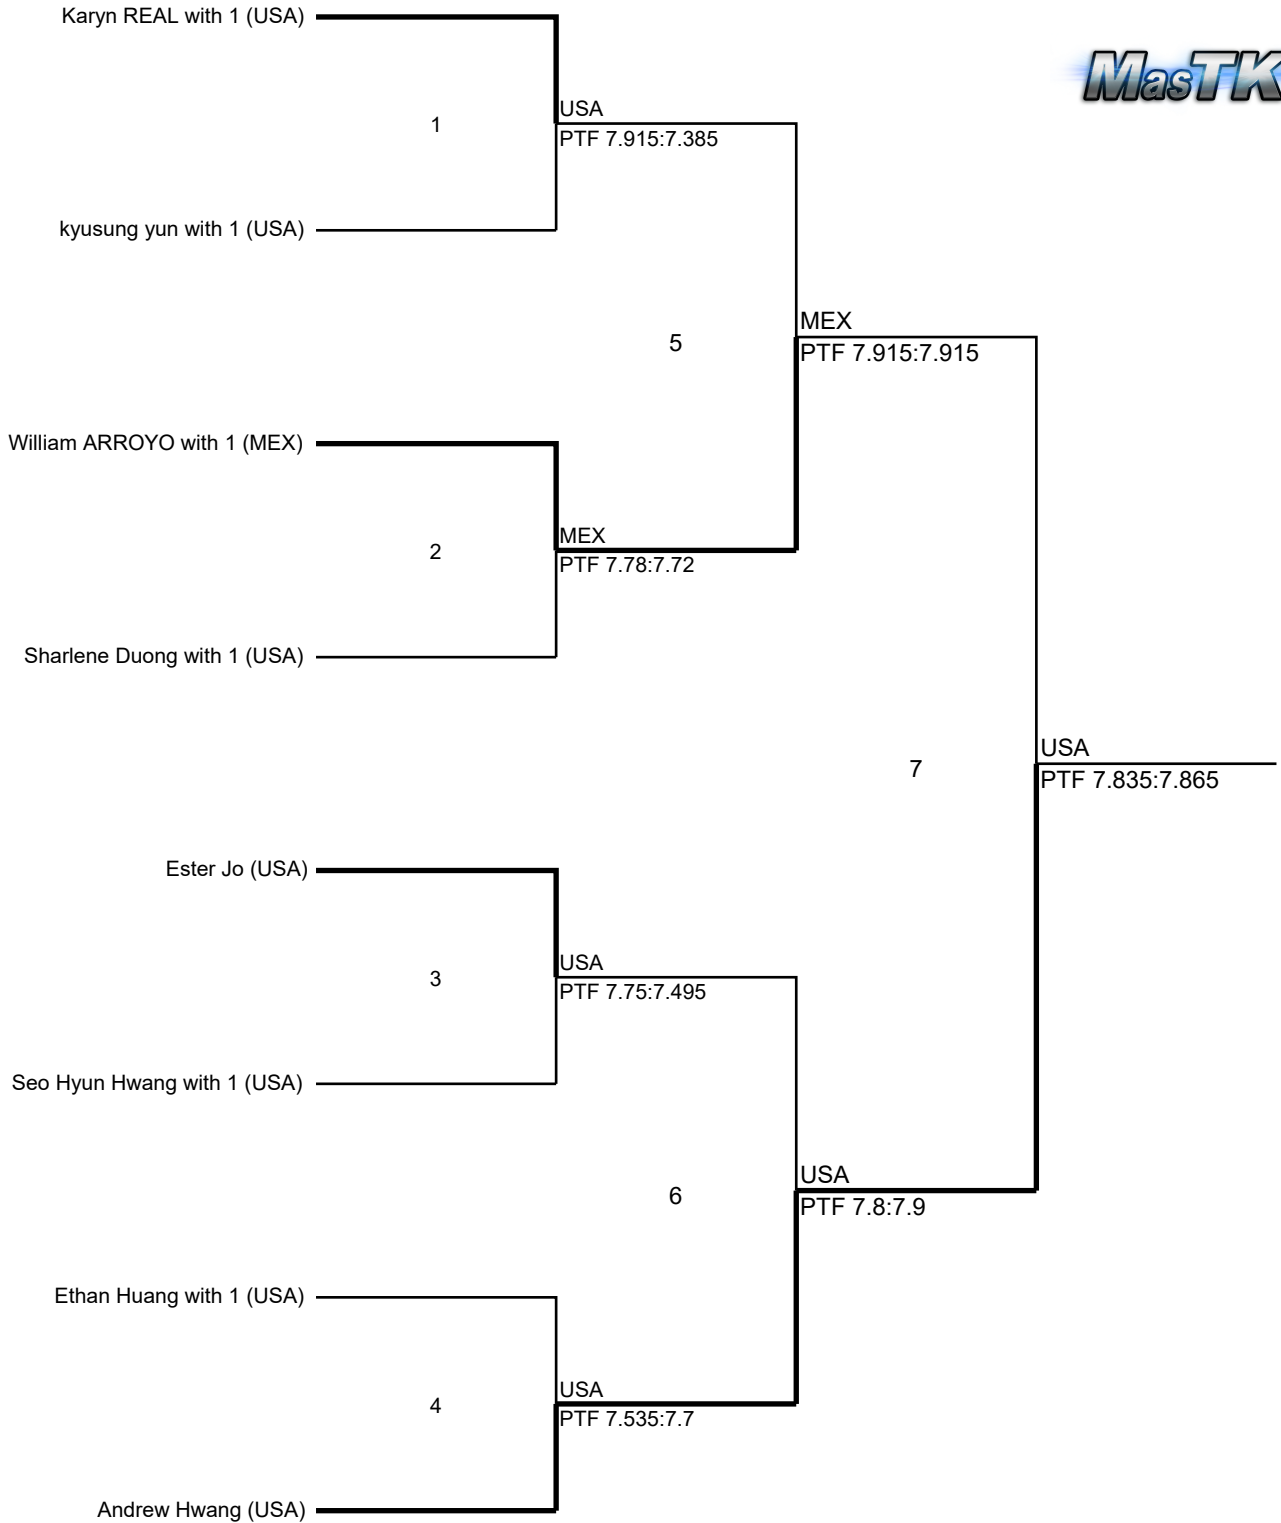 Karyn REAL with 1 (USA)
MasTK
USA
1
PTF 7.915:7.385
kyusung yun with 1 (USA)
MEX
5
PTF 7.915:7.915
William ARROYO with 1 (MEX)
MEX
2
PTF 7.78:7.72
Sharlene Duong with 1 (USA)
USA
7
PTF 7.835:7.865
Ester Jo (USA)
USA
3
PTF 7.75:7.495
Seo Hyun Hwang with 1 (USA)
USA
6
PTF 7.8:7.9
Ethan Huang with 1 (USA)
USA
4
PTF 7.535:7.7
Andrew Hwang (USA)